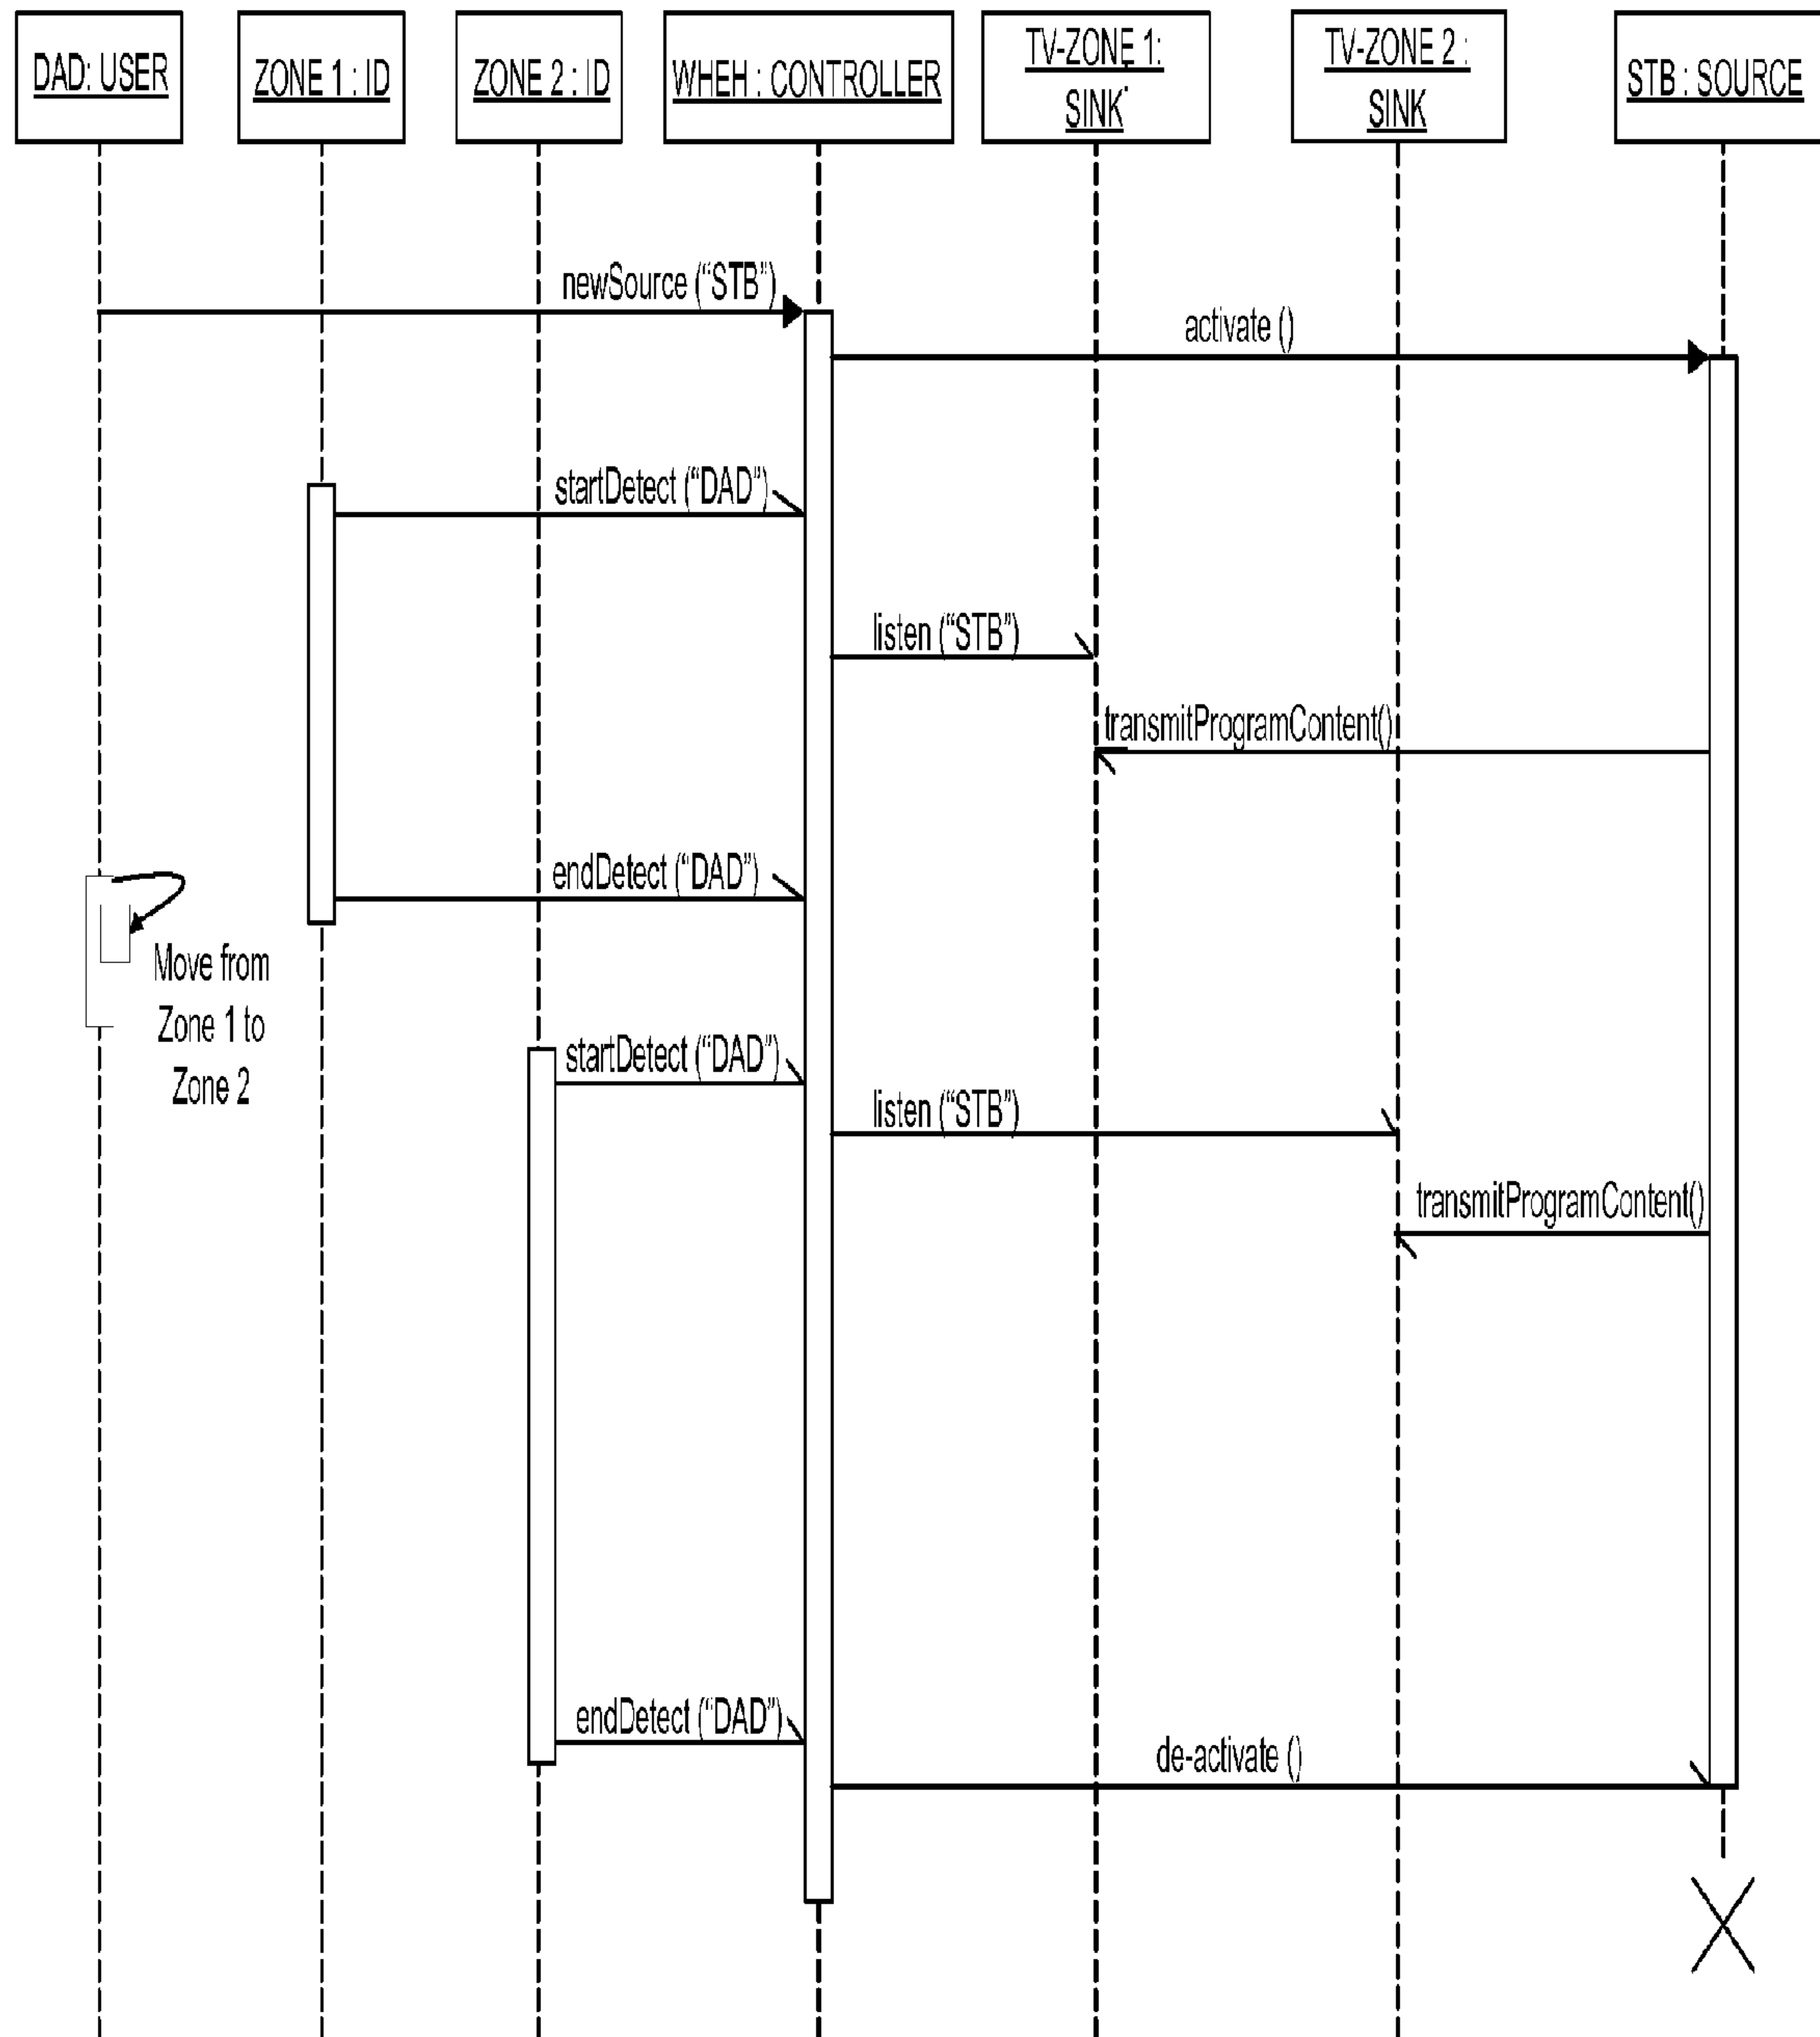 DAD: USER
ZONE 1 : ID
ZONE 2 : ID
WHEH : CONTROLLER
TV-ZONE 1:
SINK
TV-ZONE 2 :
SINK
STB : SOURCE
newSource ("STB")
activate ()
startDetect ("DAD")
listen ("STB")
transmitProgramContent()
endDetect ("DAD")
Move from
Zone 1 to
Zone 2
startDetect ("DAD")
listen ("STB")
transmitProgramContent()
endDetect ("DAD")
de-activate ()